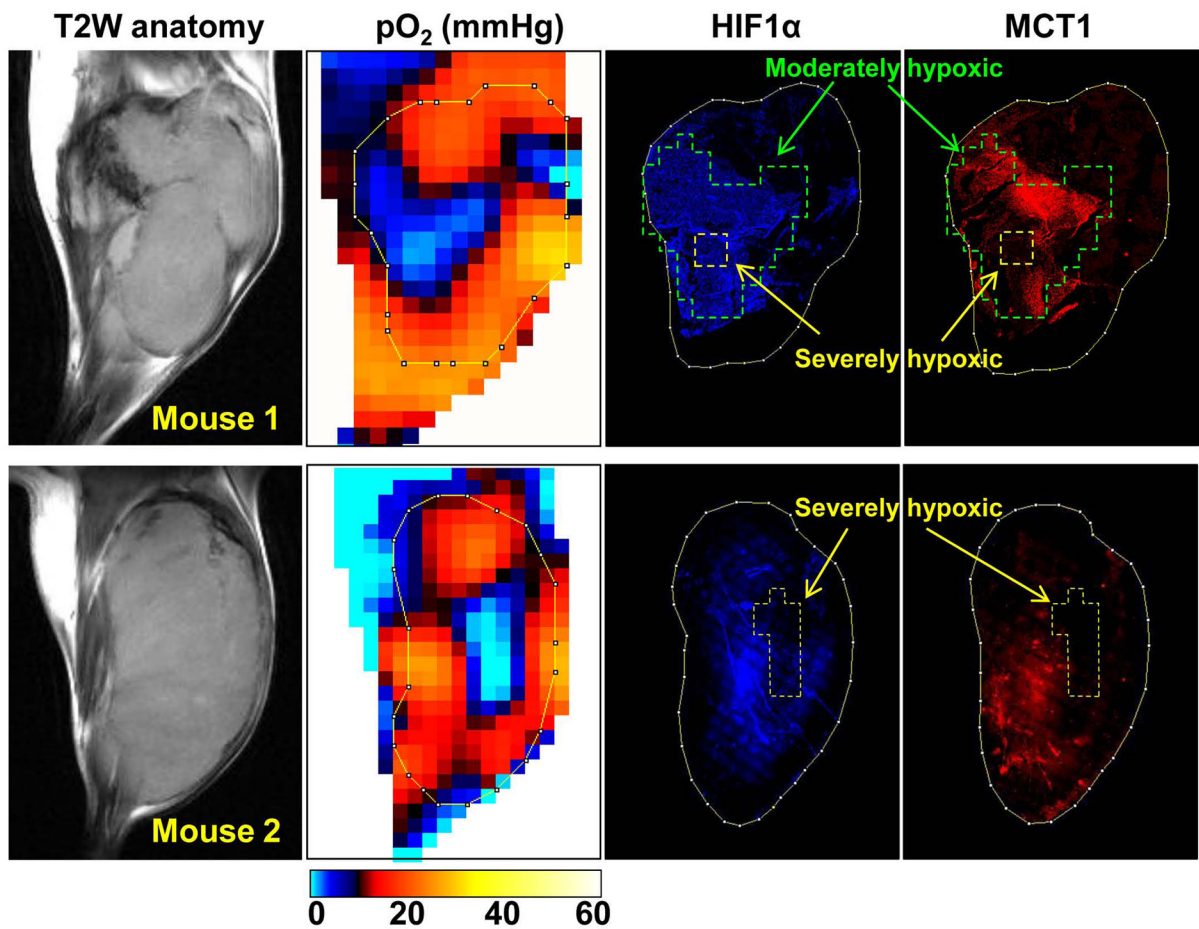 T2W anatomy
pO₂ (mmHg)
HIF1α
MCT1
Moderately hypoxic
Severely hypoxic
Mouse 1
Severely hypoxic
Mouse 2
0 20 40 60